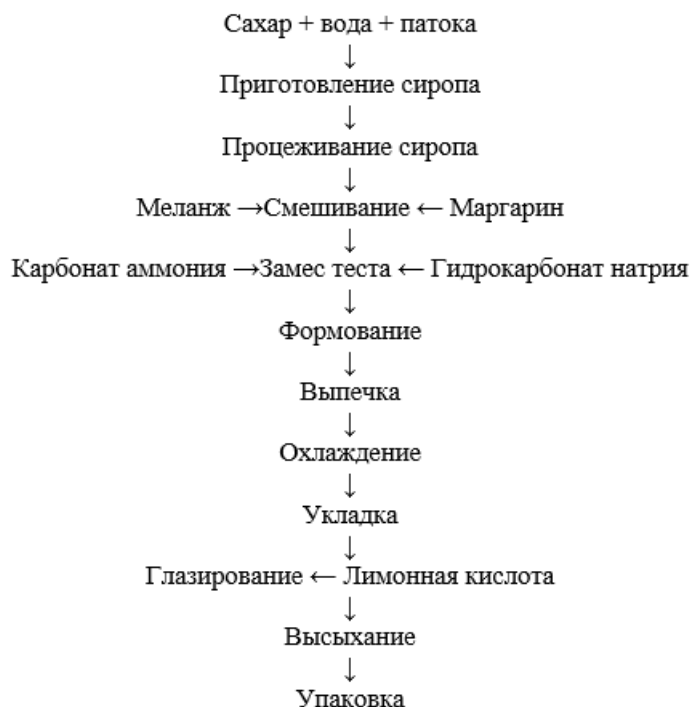 Сахар + вода + патока
↓
Приготовление сиропа
↓
Процеживание сиропа
↓
Меланж →Смешивание ← Маргарин
↓
Карбонат аммония →Замес теста ← Гидрокарбонат натрия
↓
Формование
↓
Выпечка
↓
Охлаждение
↓
Укладка
↓
Глазирование ← Лимонная кислота
↓
Высыхание
↓
Упаковка